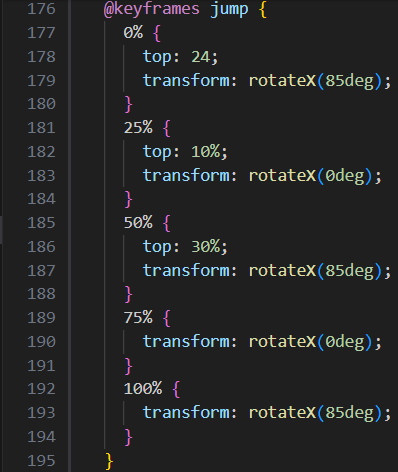 176 @keyframes jump {
177 0% {
178 top: 24;
179 transform: rotateX(85deg);
180 }
181 25% {
182 top: 10%;
183 transform: rotateX(0deg);
184 }
185 50% {
186 top: 30%;
187 transform: rotateX(85deg);
188 }
189 75% {
190 transform: rotateX(0deg);
191 }
192 100% {
193 transform: rotateX(85deg);
194 }
195 }